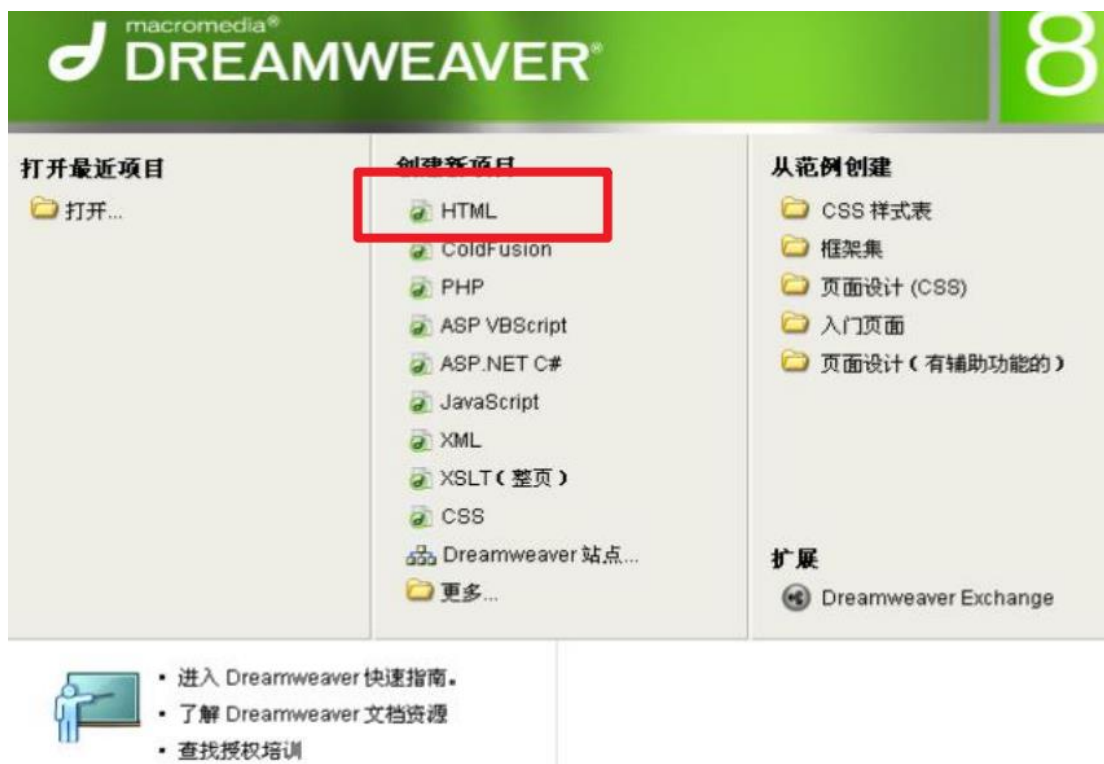 macromedia®
DREAMWEAVER®
8
打开最近项目
打开...
创建新项目
HTML
ColdFusion
PHP
ASP VBScript
ASP.NET C#
JavaScript
XML
XSLT（整页）
CSS
Dreamweaver 站点...
更多...
从范例创建
CSS 样式表
框架集
页面设计 (CSS)
入门页面
页面设计（有辅助功能的）
扩展
Dreamweaver Exchange
• 进入 Dreamweaver 快速指南。
• 了解 Dreamweaver 文档资源
• 查找授权培训